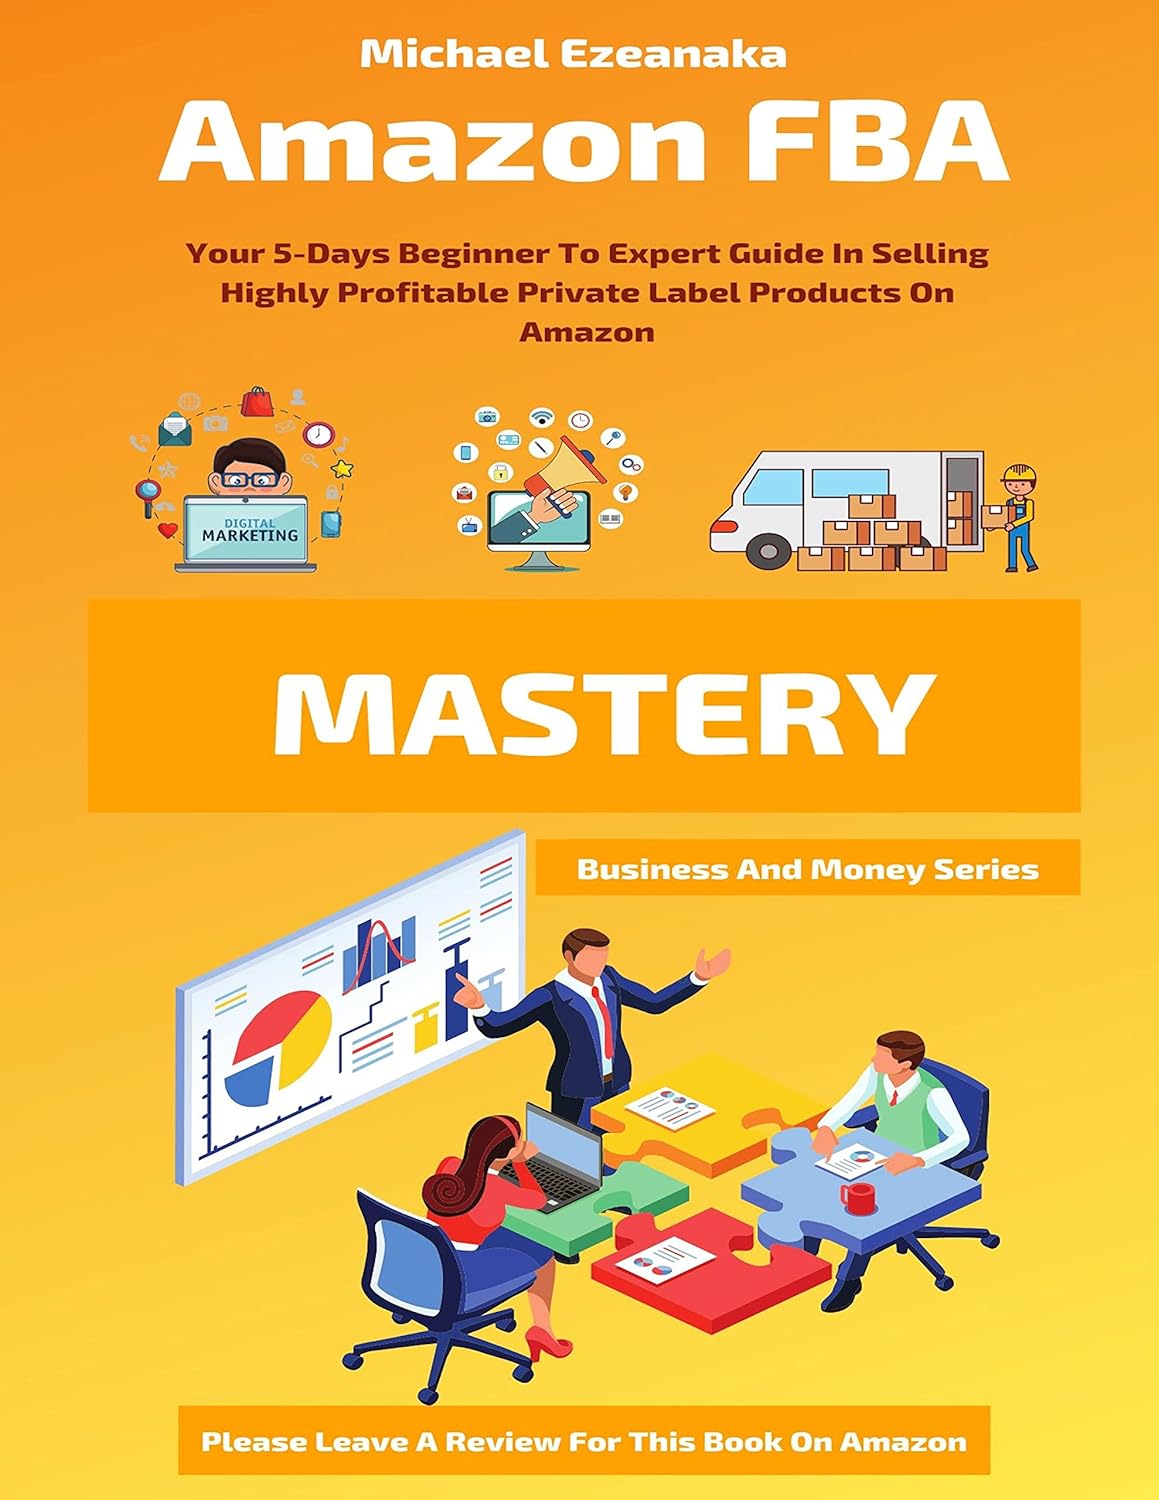 Michael Ezeanaka
Amazon FBA
Your 5-Days Beginner To Expert Guide In Selling
Highly Profitable Private Label Products On
Amazon
DIGITAL
MARKETING
MASTERY
Business And Money Series
Please Leave A Review For This Book On Amazon